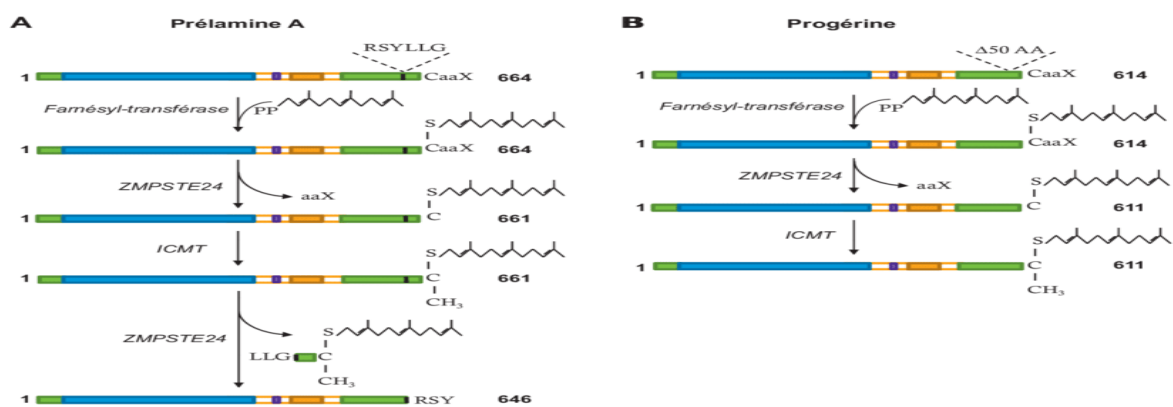 A Prélamine A
RSYLLG
1 CaaX 664
Farnésyl-transférase PP
S
1 CaaX 664
ZMPSTE24 aaX
S
1 C 661
ICMT
S
1 C 661
CH3
ZMPSTE24
S
LLG C
CH3
1 RSY 646
B Progérine
Δ50 AA
1 CaaX 614
Farnésyl-transférase PP
S
1 CaaX 614
ZMPSTE24 aaX
S
1 C 611
ICMT
S
1 C 611
CH3